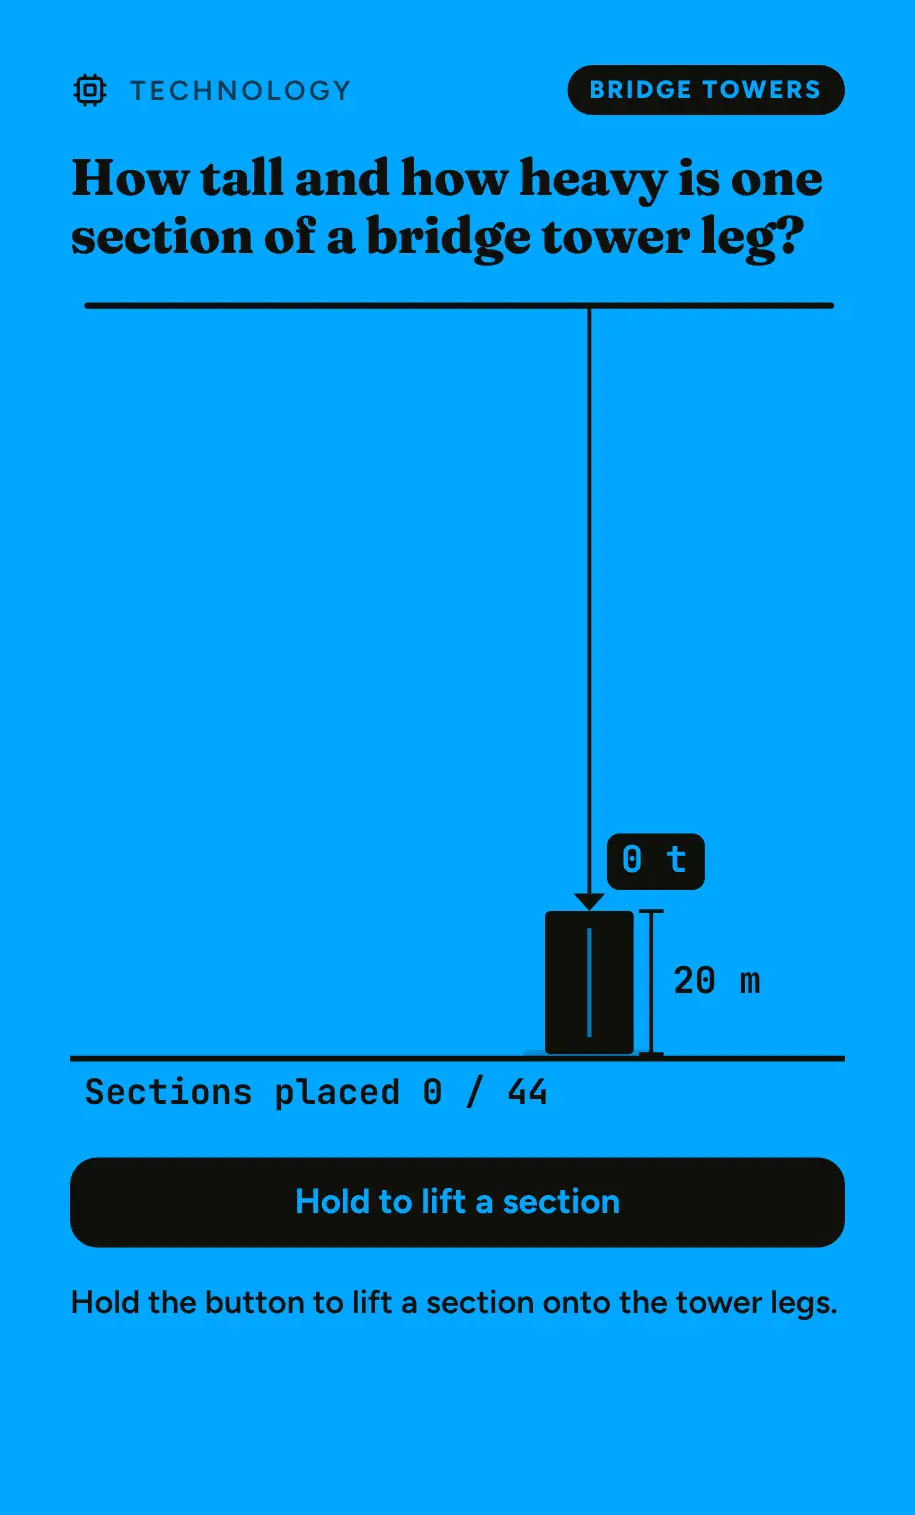 TECHNOLOGY
BRIDGE TOWERS
How tall and how heavy is one
section of a bridge tower leg?
0 t
20 m
Sections placed 0 / 44
Hold to lift a section
Hold the button to lift a section onto the tower legs.